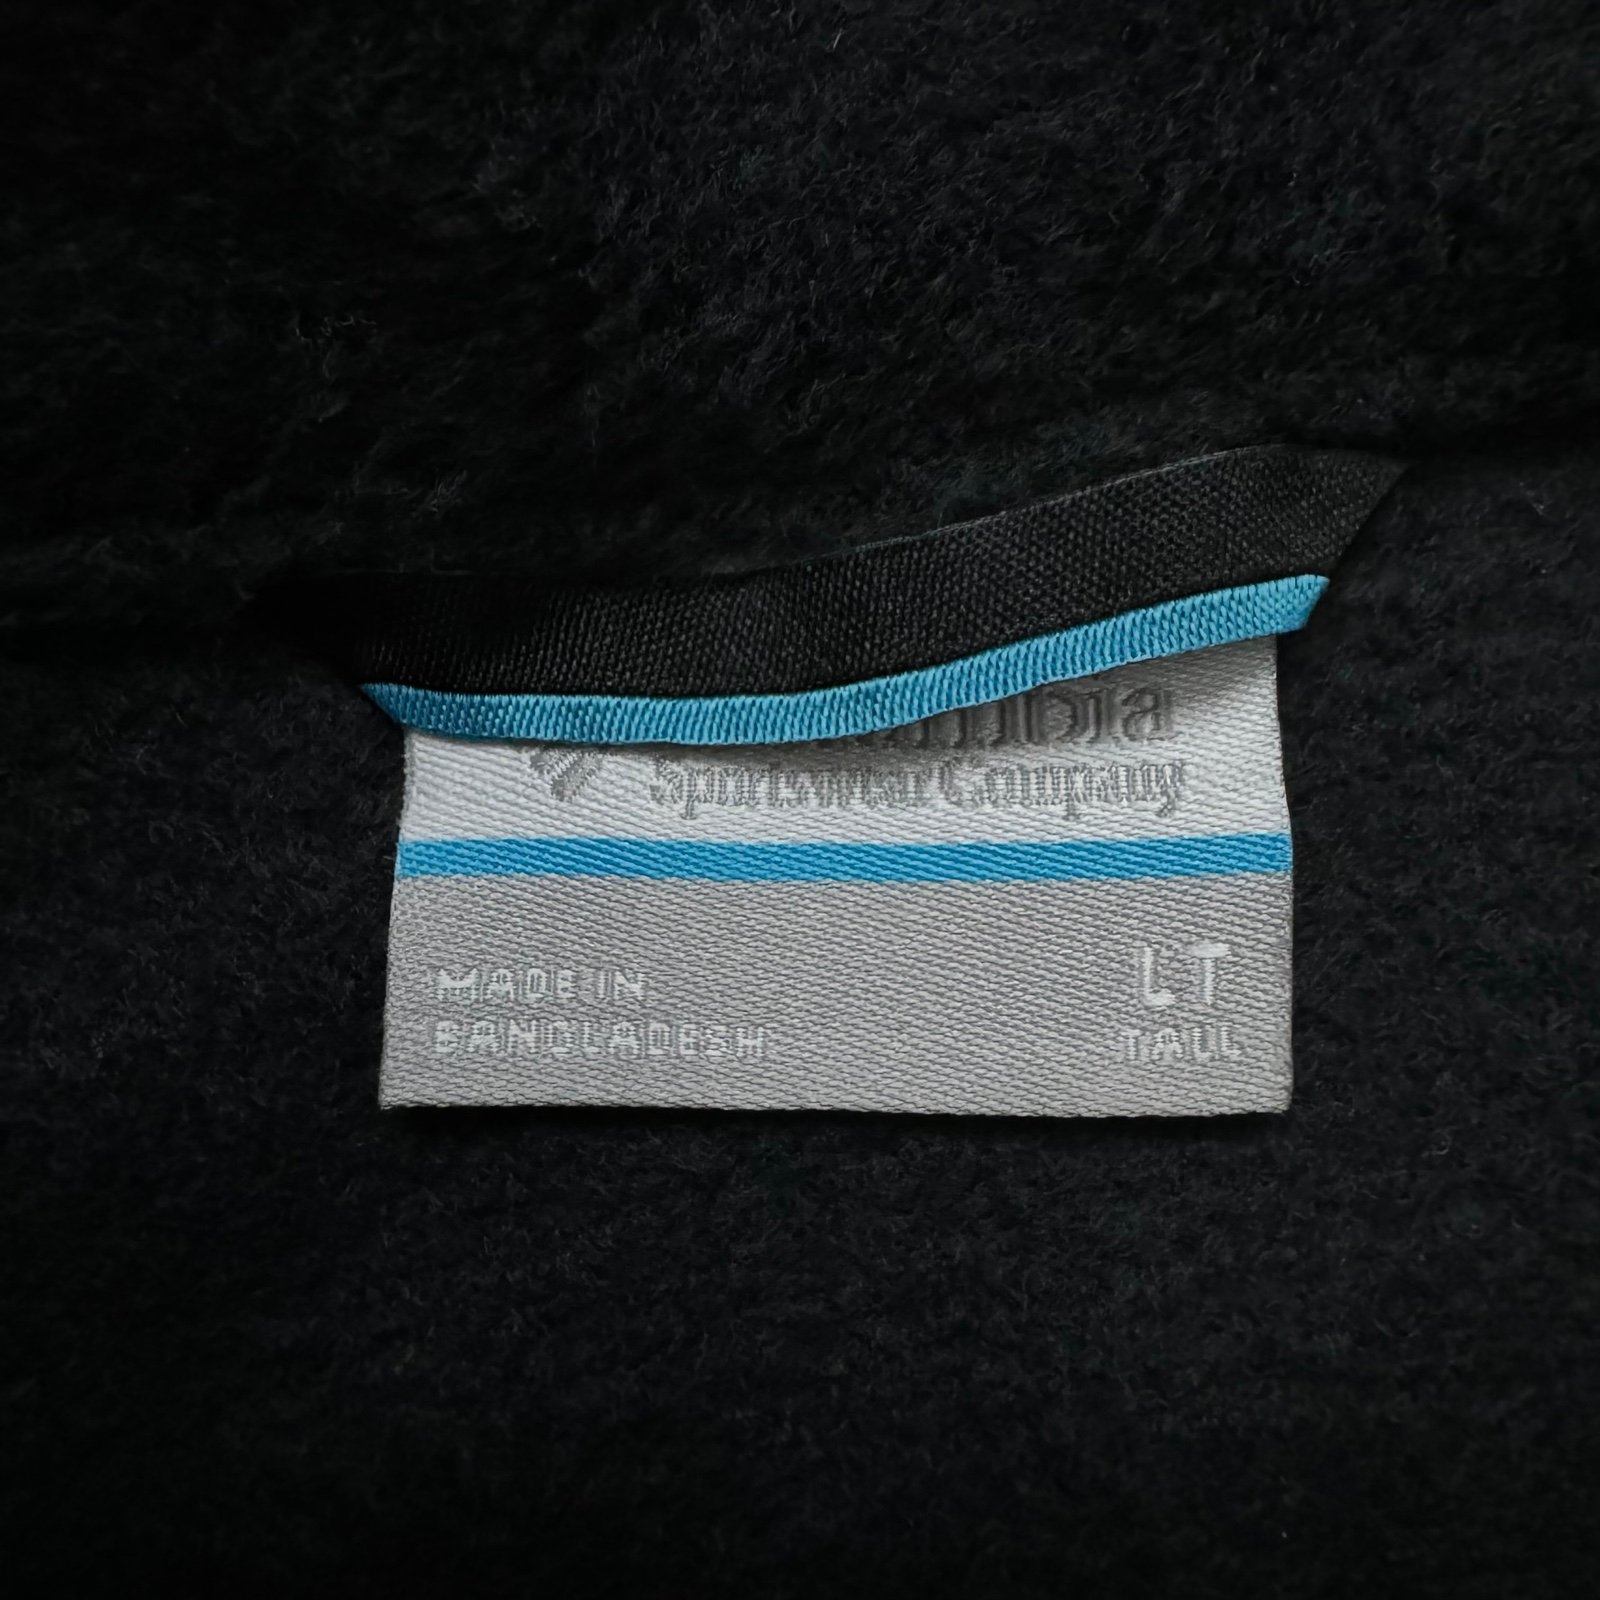 Sportswear Company
MADE IN
BANGLADESH
LT
TALL